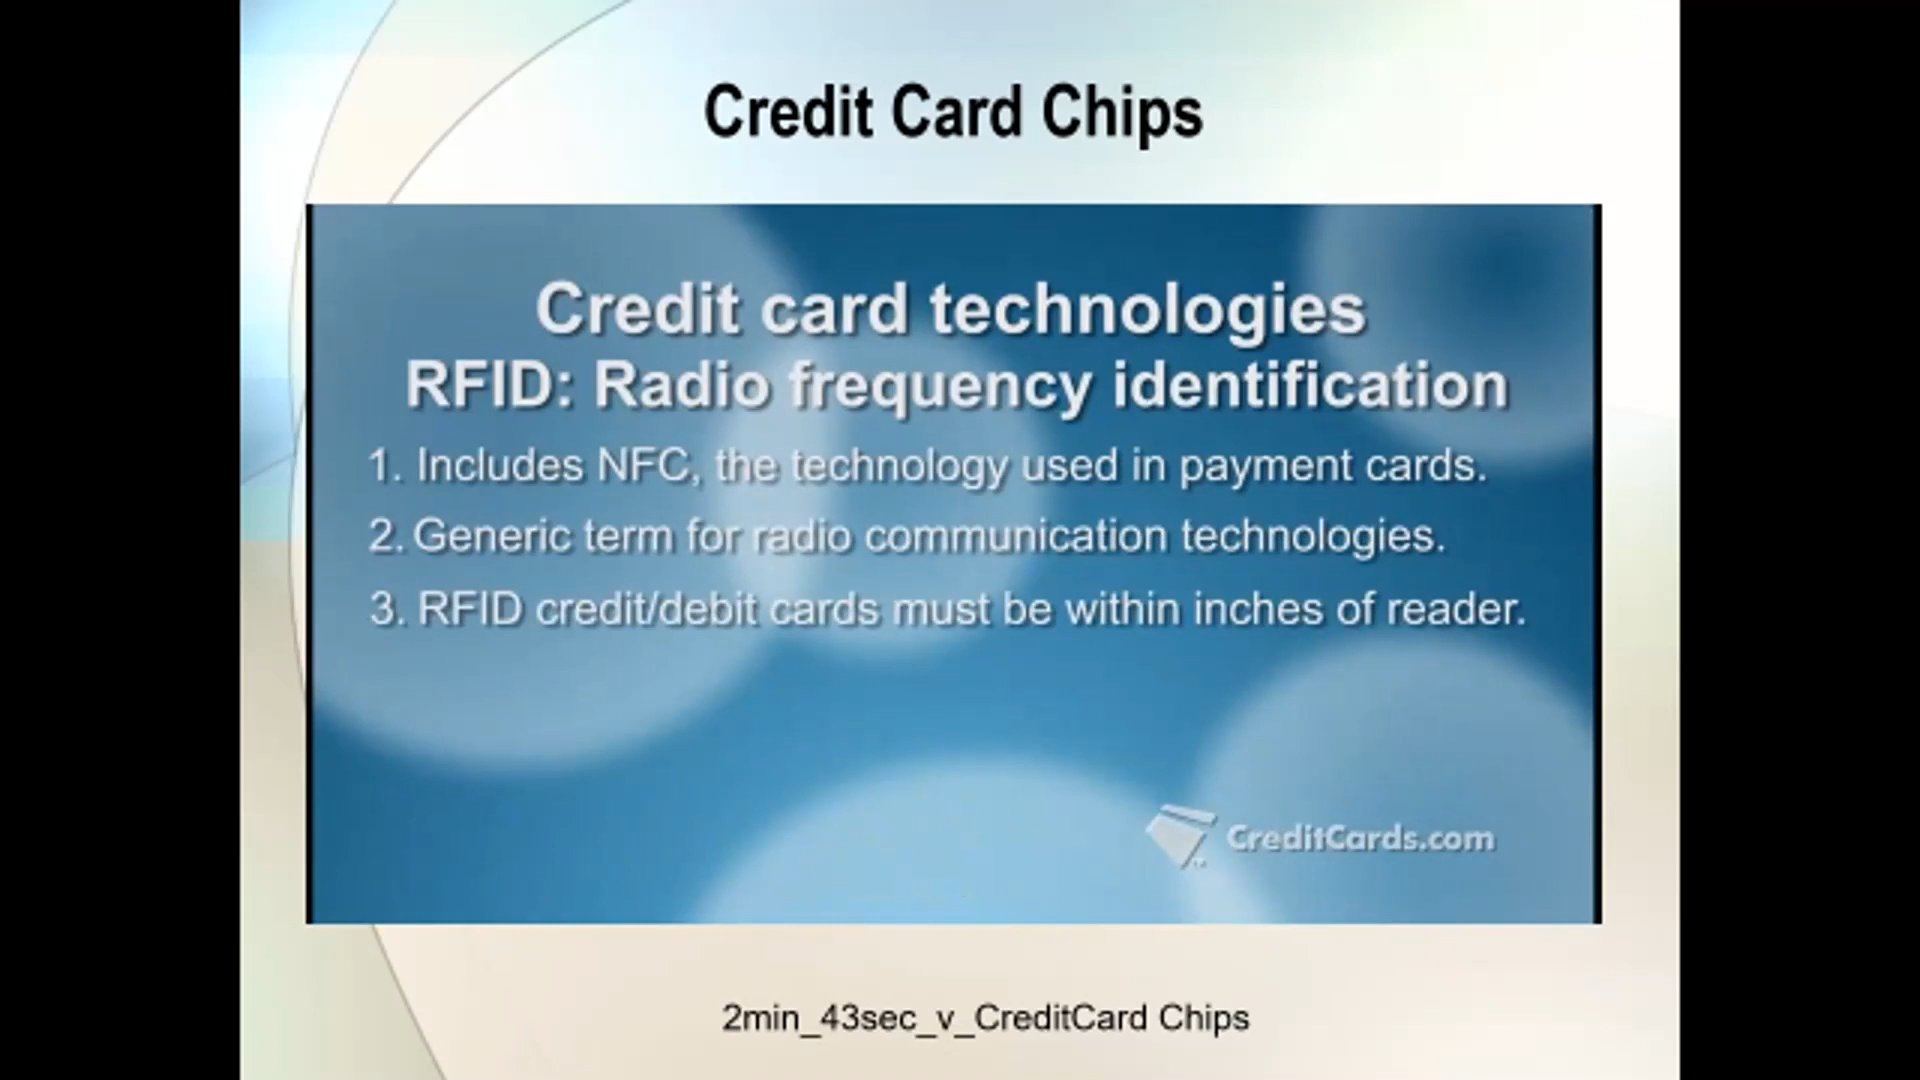 Credit Card Chips
Credit card technologies
RFID: Radio frequency identification
1. Includes NFC, the technology used in payment cards.
2. Generic term for radio communication technologies.
3. RFID credit/debit cards must be within inches of reader.
CreditCards.com
2min_43sec_v_CreditCard Chips